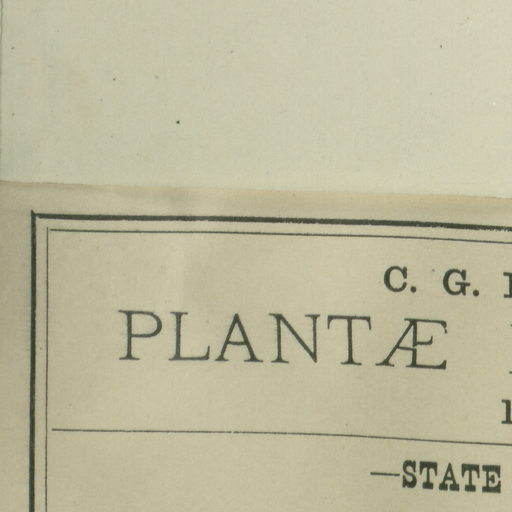 C. G.
PLANTÆ
—STATE